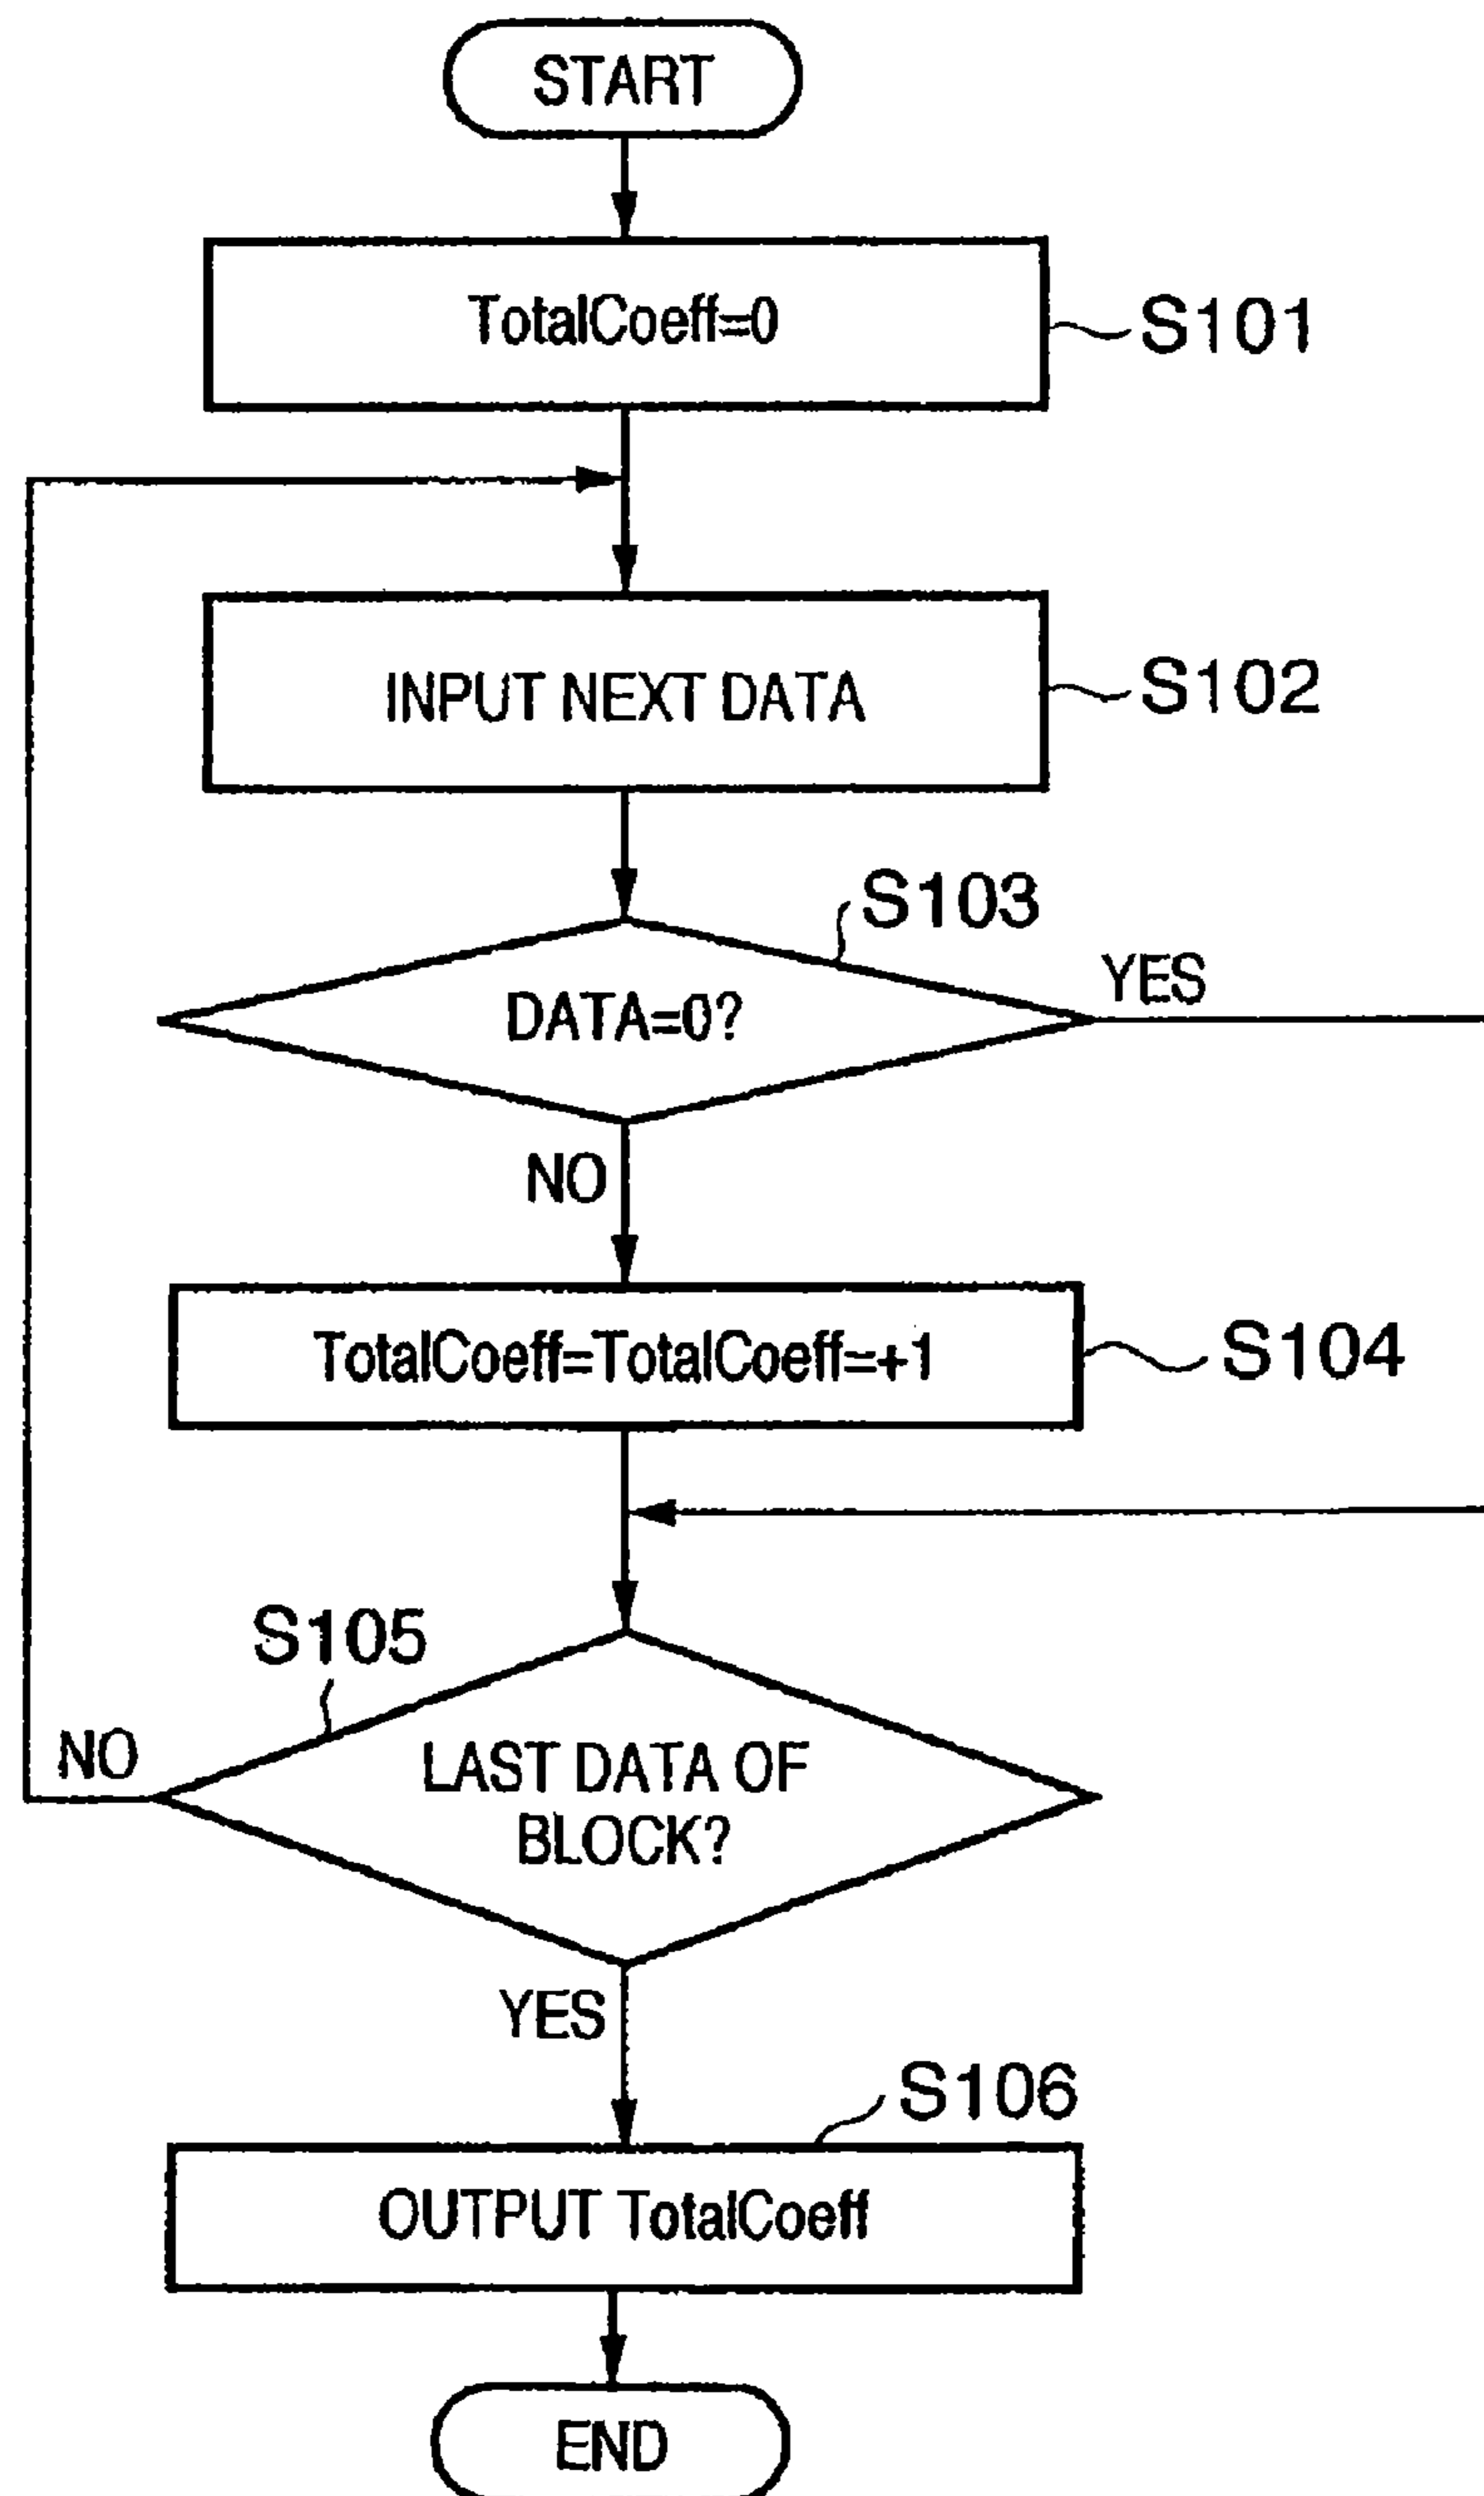 START
TotalCoeff=0
S101
INPUT NEXT DATA
S102
S103
DATA=0?
YES
NO
TotalCoeff=TotalCoeff=+1
S104
S105
NO
LAST DATA OF
BLOCK?
YES
S106
OUTPUT TotalCoeff
END